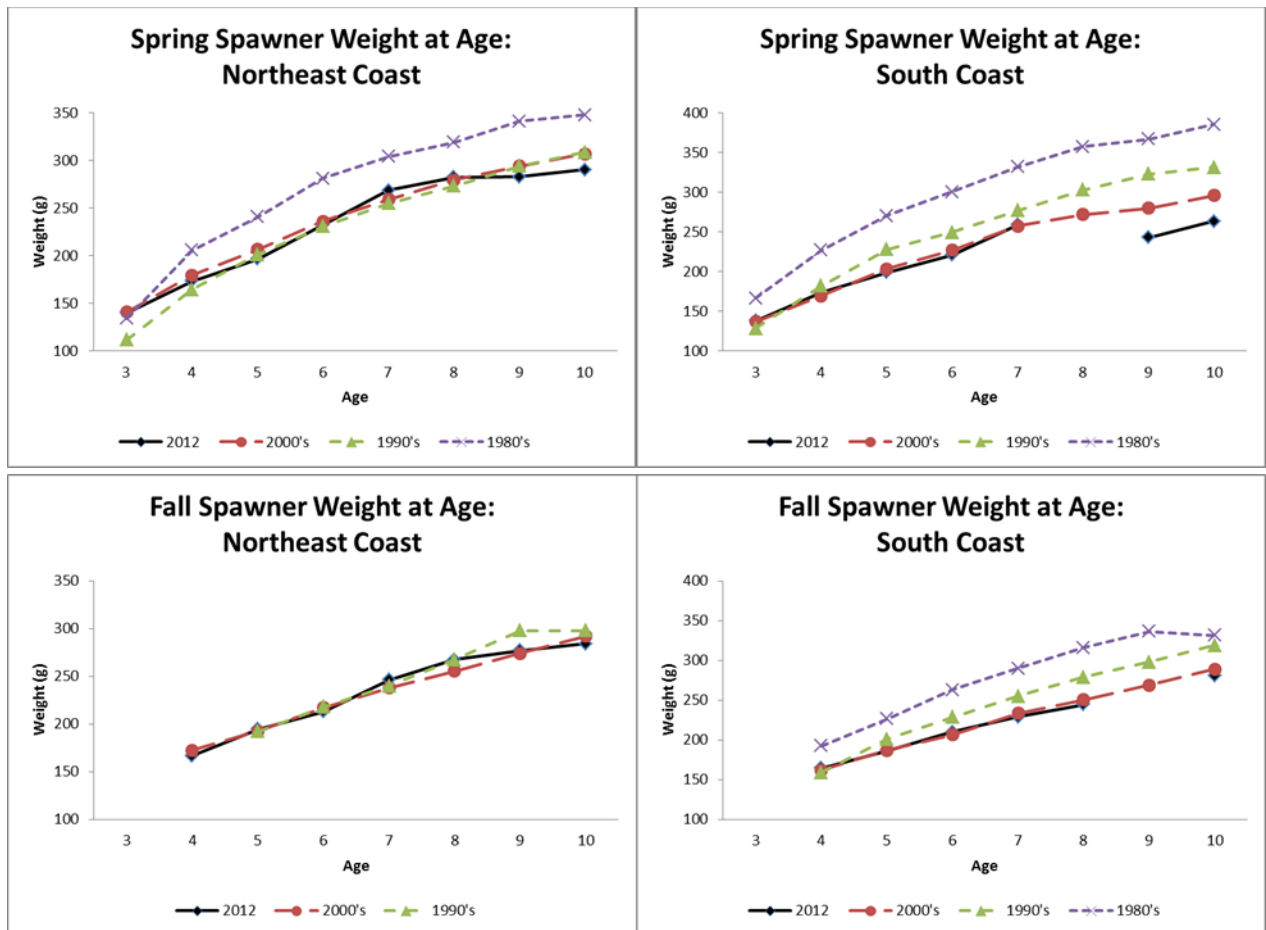 Spring Spawner Weight at Age:
Northeast Coast
350
300
250
200
150
100
Weight (g)
3 4 5 6 7 8 9 10
Age
2012 2000's 1990's 1980's
Spring Spawner Weight at Age:
South Coast
400
350
300
250
200
150
100
Weight (g)
3 4 5 6 7 8 9 10
Age
2012 2000's 1990's 1980's
Fall Spawner Weight at Age:
Northeast Coast
350
300
250
200
150
100
Weight (g)
3 4 5 6 7 8 9 10
Age
2012 2000's 1990's
Fall Spawner Weight at Age:
South Coast
400
350
300
250
200
150
100
Weight (g)
3 4 5 6 7 8 9 10
Age
2012 2000's 1990's 1980's